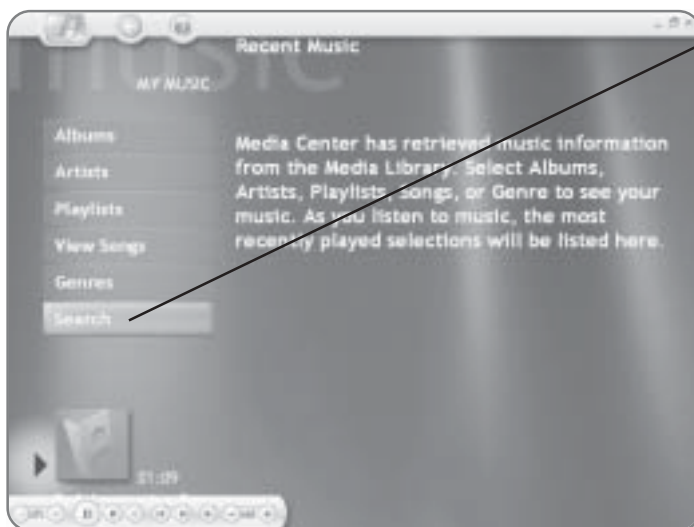 music
Recent Music
MY MUSIC
Albums
Artists
Playlists
View Songs
Genres
Search
Media Center has retrieved music information
from the Media Library. Select Albums,
Artists, Playlists, Songs, or Genre to see your
music. As you listen to music, the most
recently played selections will be listed here.
01:09